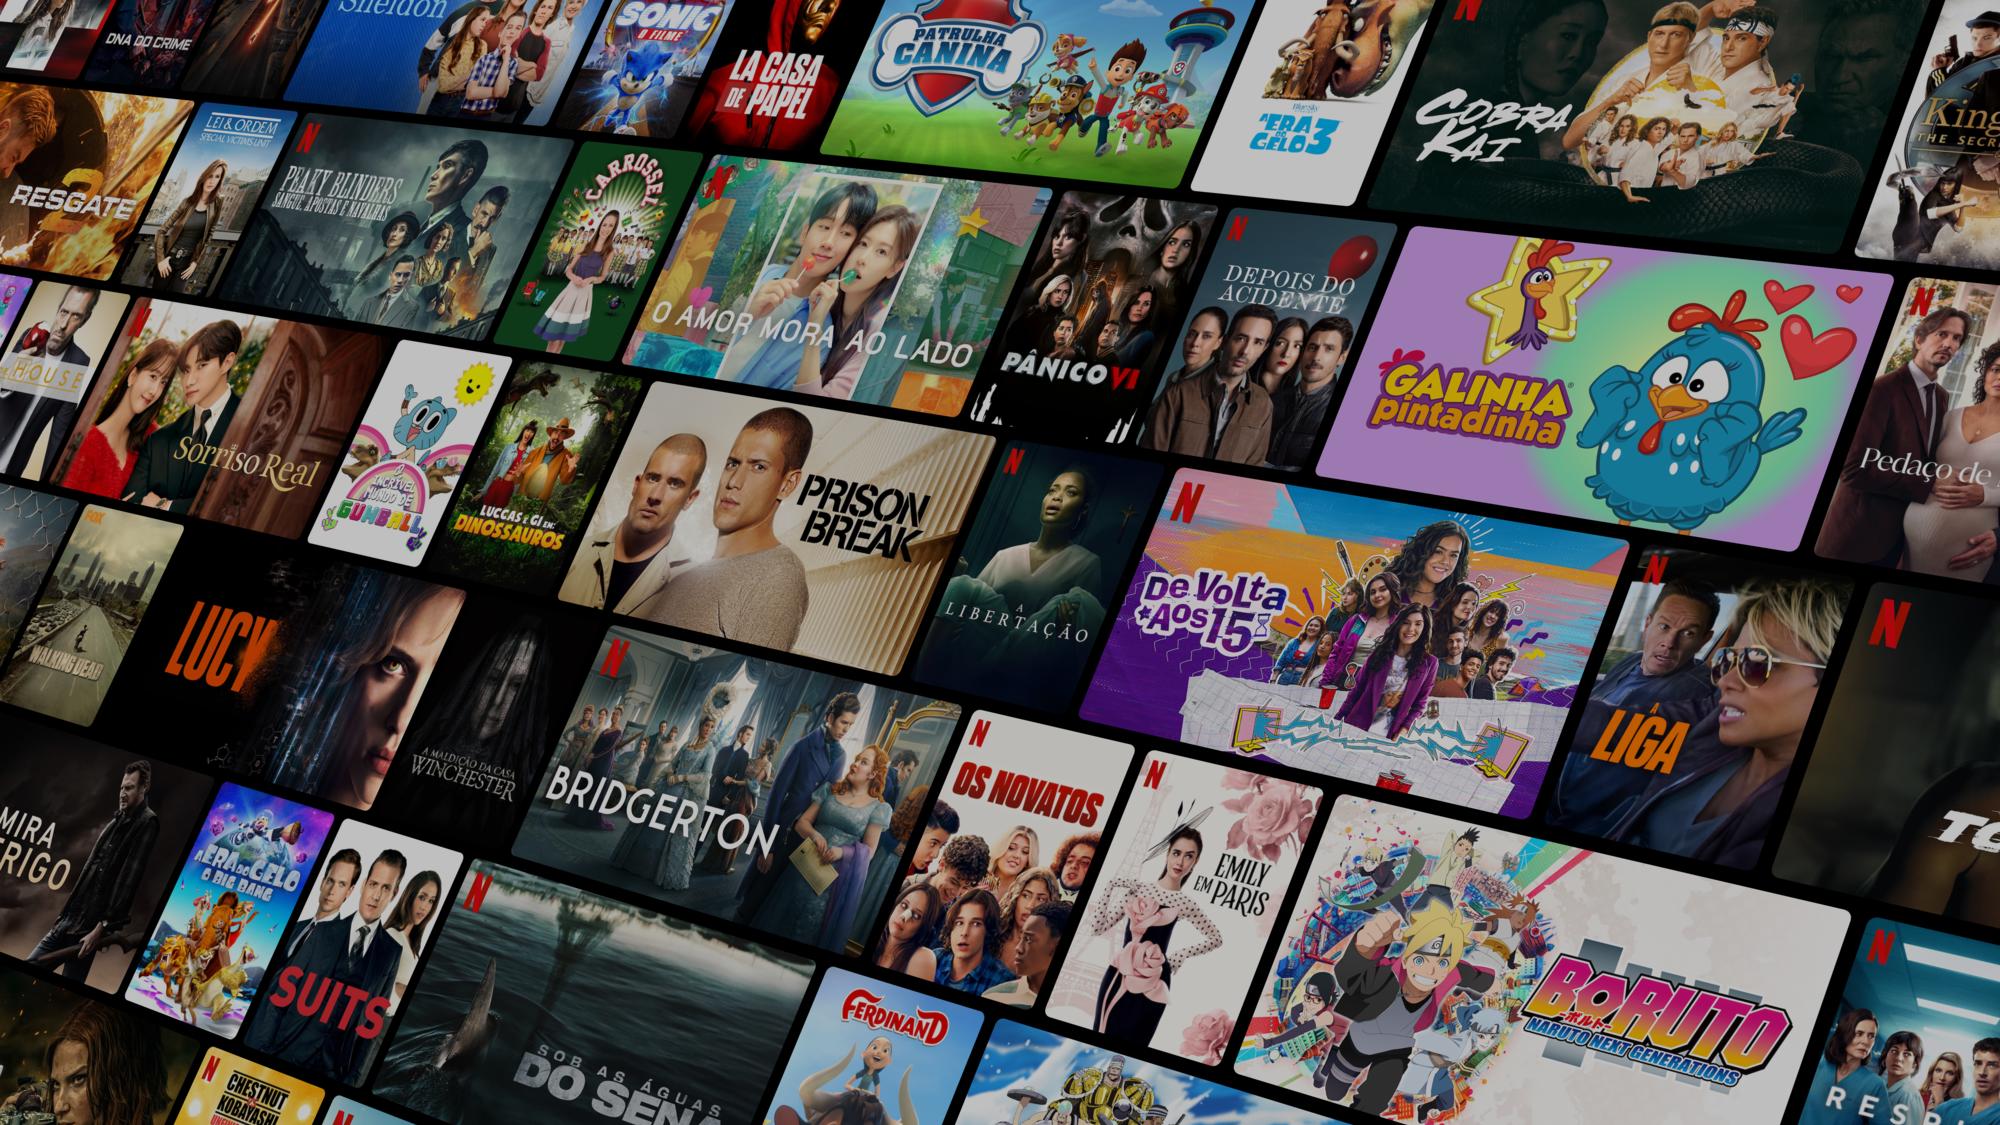 DNA DO CRIME
Sheldon
SONIC
O FILME
LA CASA
DE PAPEL
PATRULHA
CANINA
BlueSky
A ERA
DO
GELO 3
N
COBRA
KAI
THE
RESGATE
2
LEI & ORDEM
SPECIAL VICTIMS UNIT
N
PEAKY BLINDERS
SANGUE, APOSTAS E NAVALHAS
CARROSSEL
N
O AMOR MORA AO LADO
PÂNICO VI
N
DEPOIS DO
ACIDENTE
GALINHA
pintadinha
N
Pedaço de
HOUSE
N
Sorriso Real
O
INCRÍVEL
MUNDO DE
GUMBALL
LUCCAS E GI EM:
DINOSSAUROS
PRISON
BREAK
N
A
LIBERTAÇÃO
N
De Volta
Aos 15
N
A
LIGA
N
FOX
WALKING DEAD
LUCY
A MALDIÇÃO DA CASA
WINCHESTER
N
BRIDGERTON
N
OS NOVATOS
N
EMILY
EM PARIS
BORUTO
-ボルト-
NARUTO NEXT GENERATIONS
N
MIRA
A ERA DO GELO
O BIG BANG
SUITS
N
SOB AS ÁGUAS
DO SENA
FERDINAND
N
CHESTNUT
KOBAYASHI
N